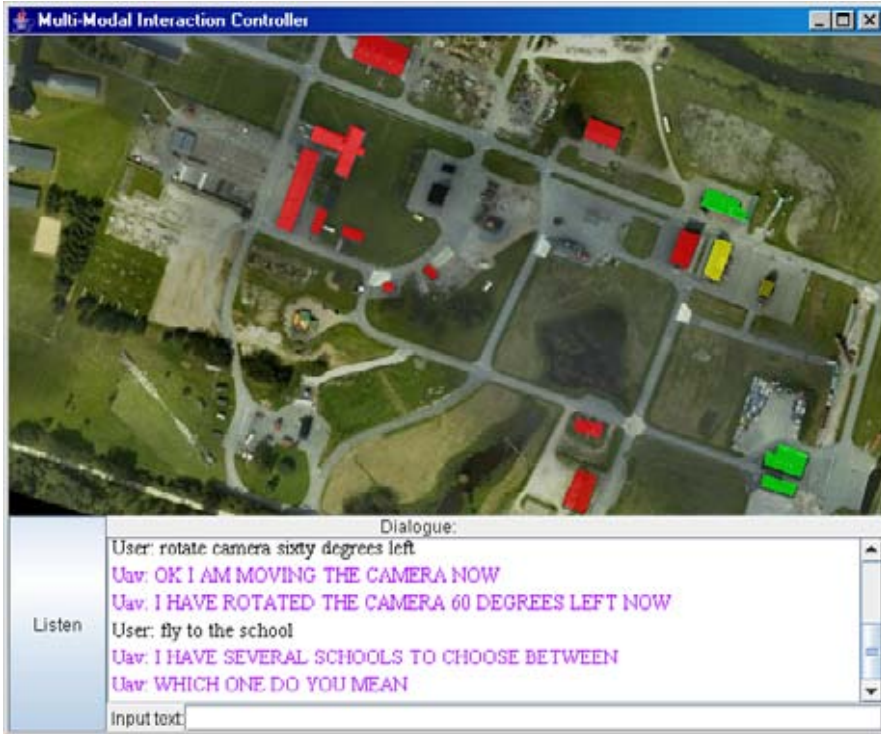 Multi-Modal Interaction Controller
Dialogue:
User: rotate camera sixty degrees left
Uav: OK I AM MOVING THE CAMERA NOW
Uav: I HAVE ROTATED THE CAMERA 60 DEGREES LEFT NOW
User: fly to the school
Uav: I HAVE SEVERAL SCHOOLS TO CHOOSE BETWEEN
Uav: WHICH ONE DO YOU MEAN
Listen
Input text: